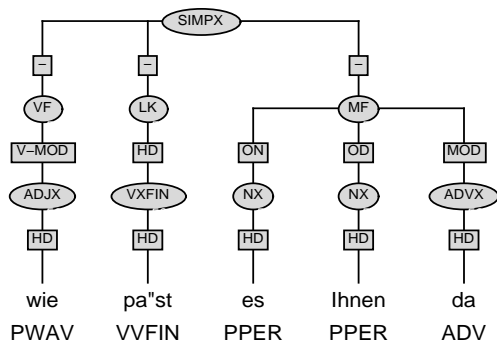 SIMPX
– – –
VF LK MF
V–MOD HD ON OD MOD
ADJX VXFIN NX NX ADVX
HD HD HD HD HD
wie pa"st es Ihnen da
PWAV VVFIN PPER PPER ADV